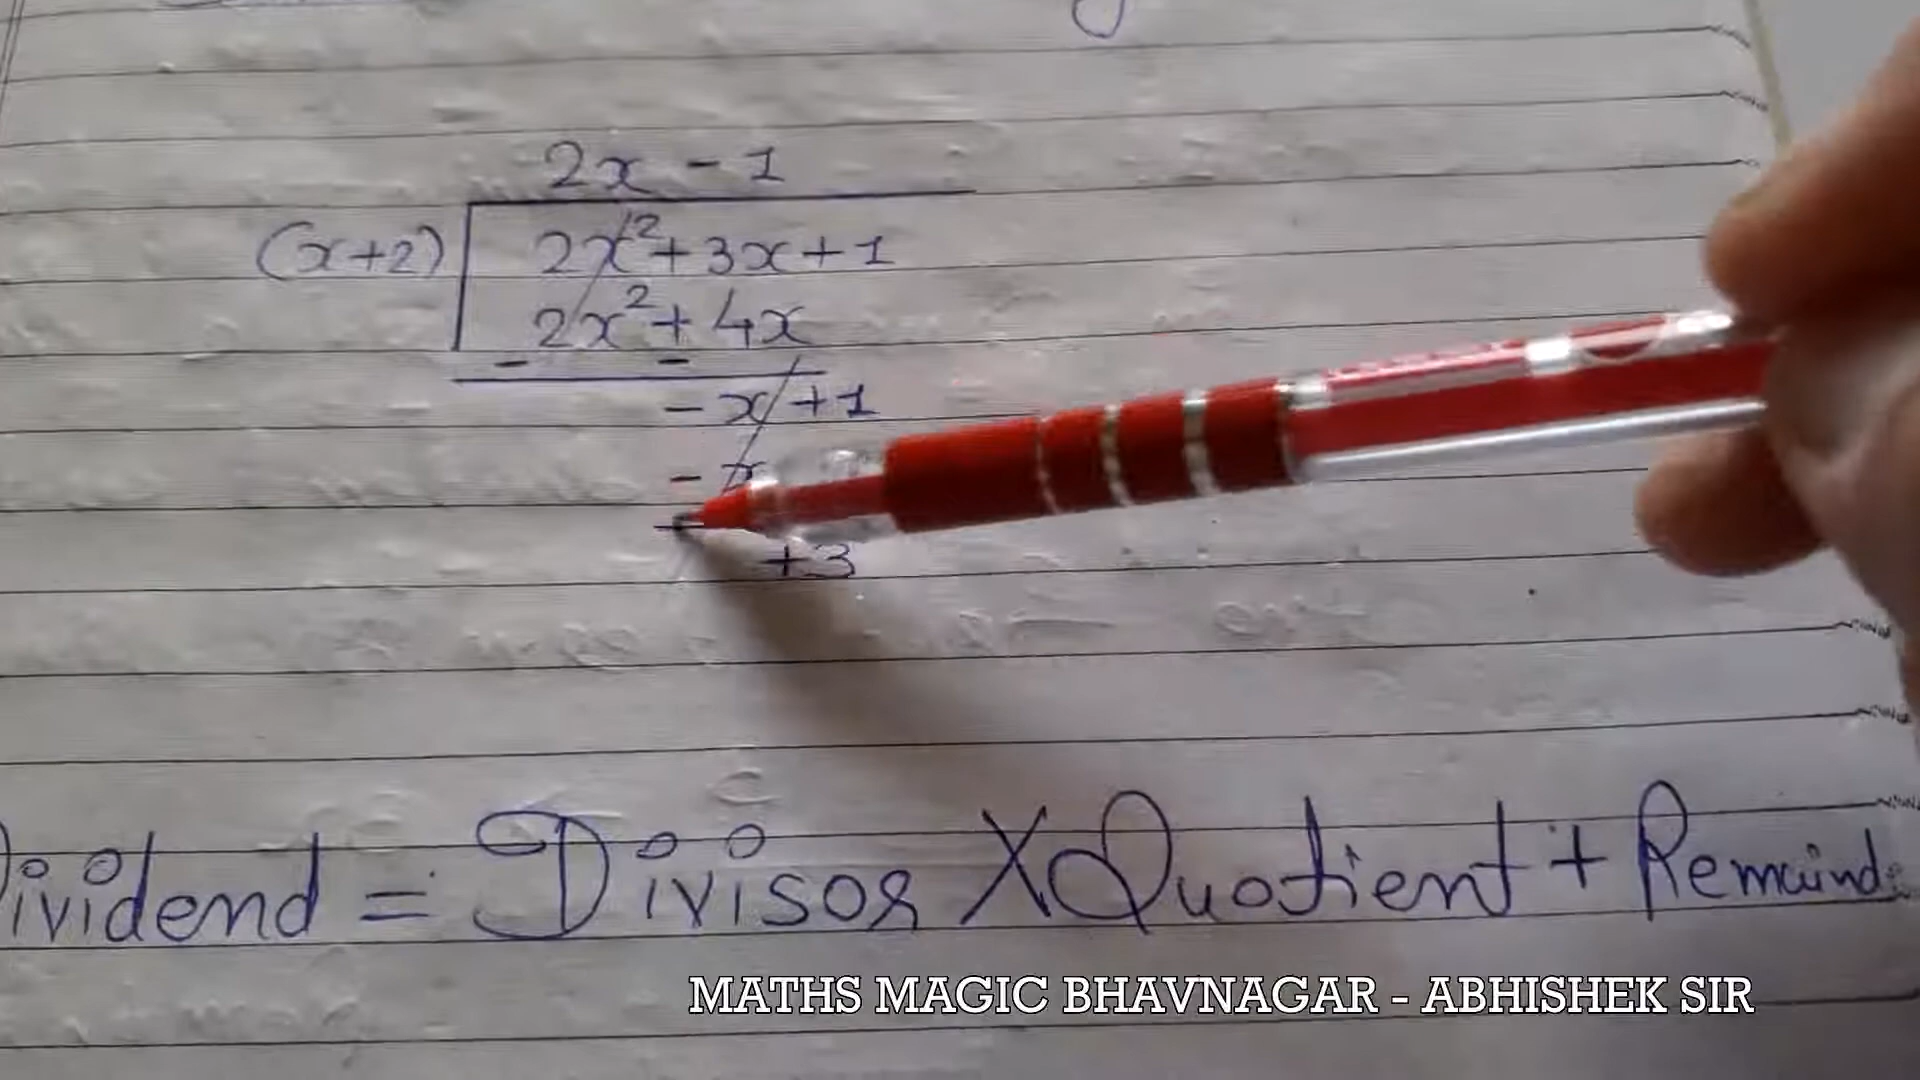 2x - 1
(x+2) 2x²+3x+1
2x²+ 4x
- -
- x +1
- x
+3
Dividend = Divisor X Quotient + Remaind
MATHS MAGIC BHAVNAGAR - ABHISHEK SIR